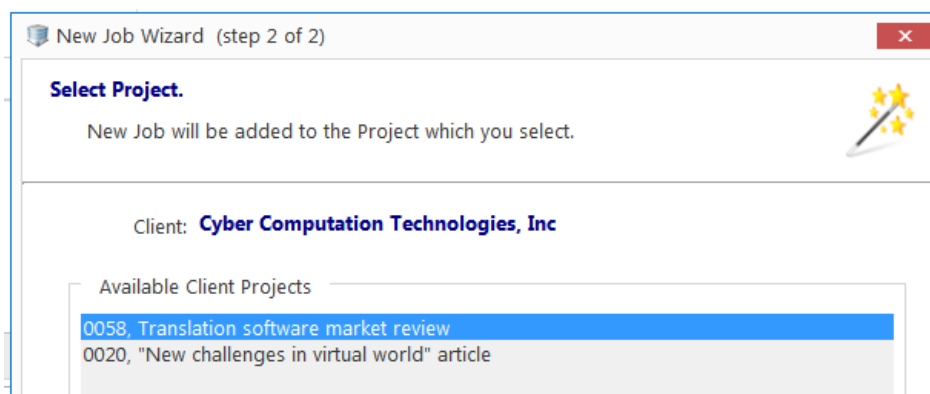 New Job Wizard (step 2 of 2)
Select Project.
New Job will be added to the Project which you select.
Client: Cyber Computation Technologies, Inc
Available Client Projects
0058, Translation software market review
0020, "New challenges in virtual world" article